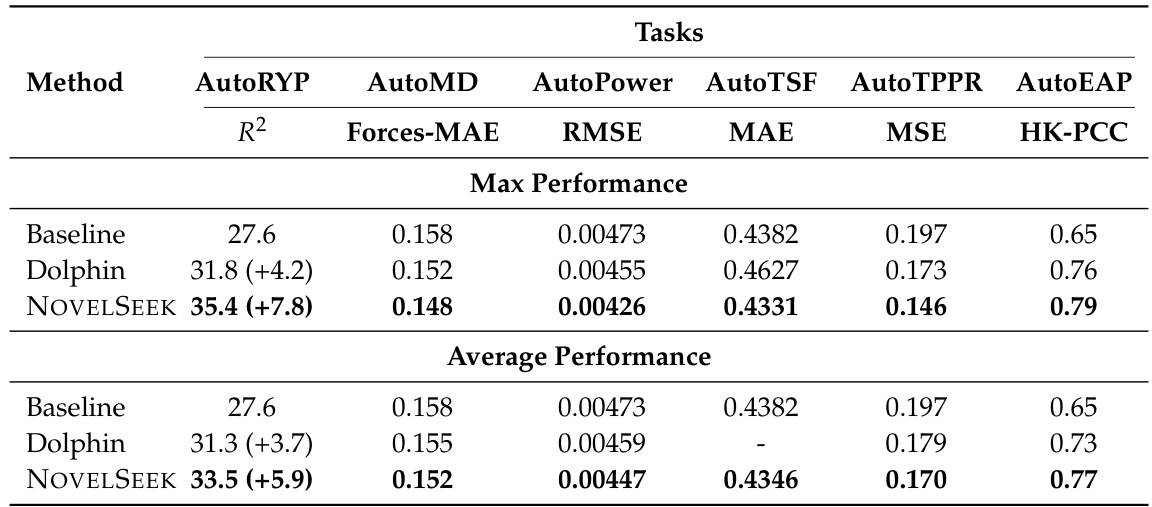 Tasks
Method AutoRYP AutoMD AutoPower AutoTSF AutoTPPR AutoEAP
R² Forces-MAE RMSE MAE MSE HK-PCC
Max Performance
Baseline 27.6 0.158 0.00473 0.4382 0.197 0.65
Dolphin 31.8 (+4.2) 0.152 0.00455 0.4627 0.173 0.76
NOVELSEEK 35.4 (+7.8) 0.148 0.00426 0.4331 0.146 0.79
Average Performance
Baseline 27.6 0.158 0.00473 0.4382 0.197 0.65
Dolphin 31.3 (+3.7) 0.155 0.00459 - 0.179 0.73
NOVELSEEK 33.5 (+5.9) 0.152 0.00447 0.4346 0.170 0.77